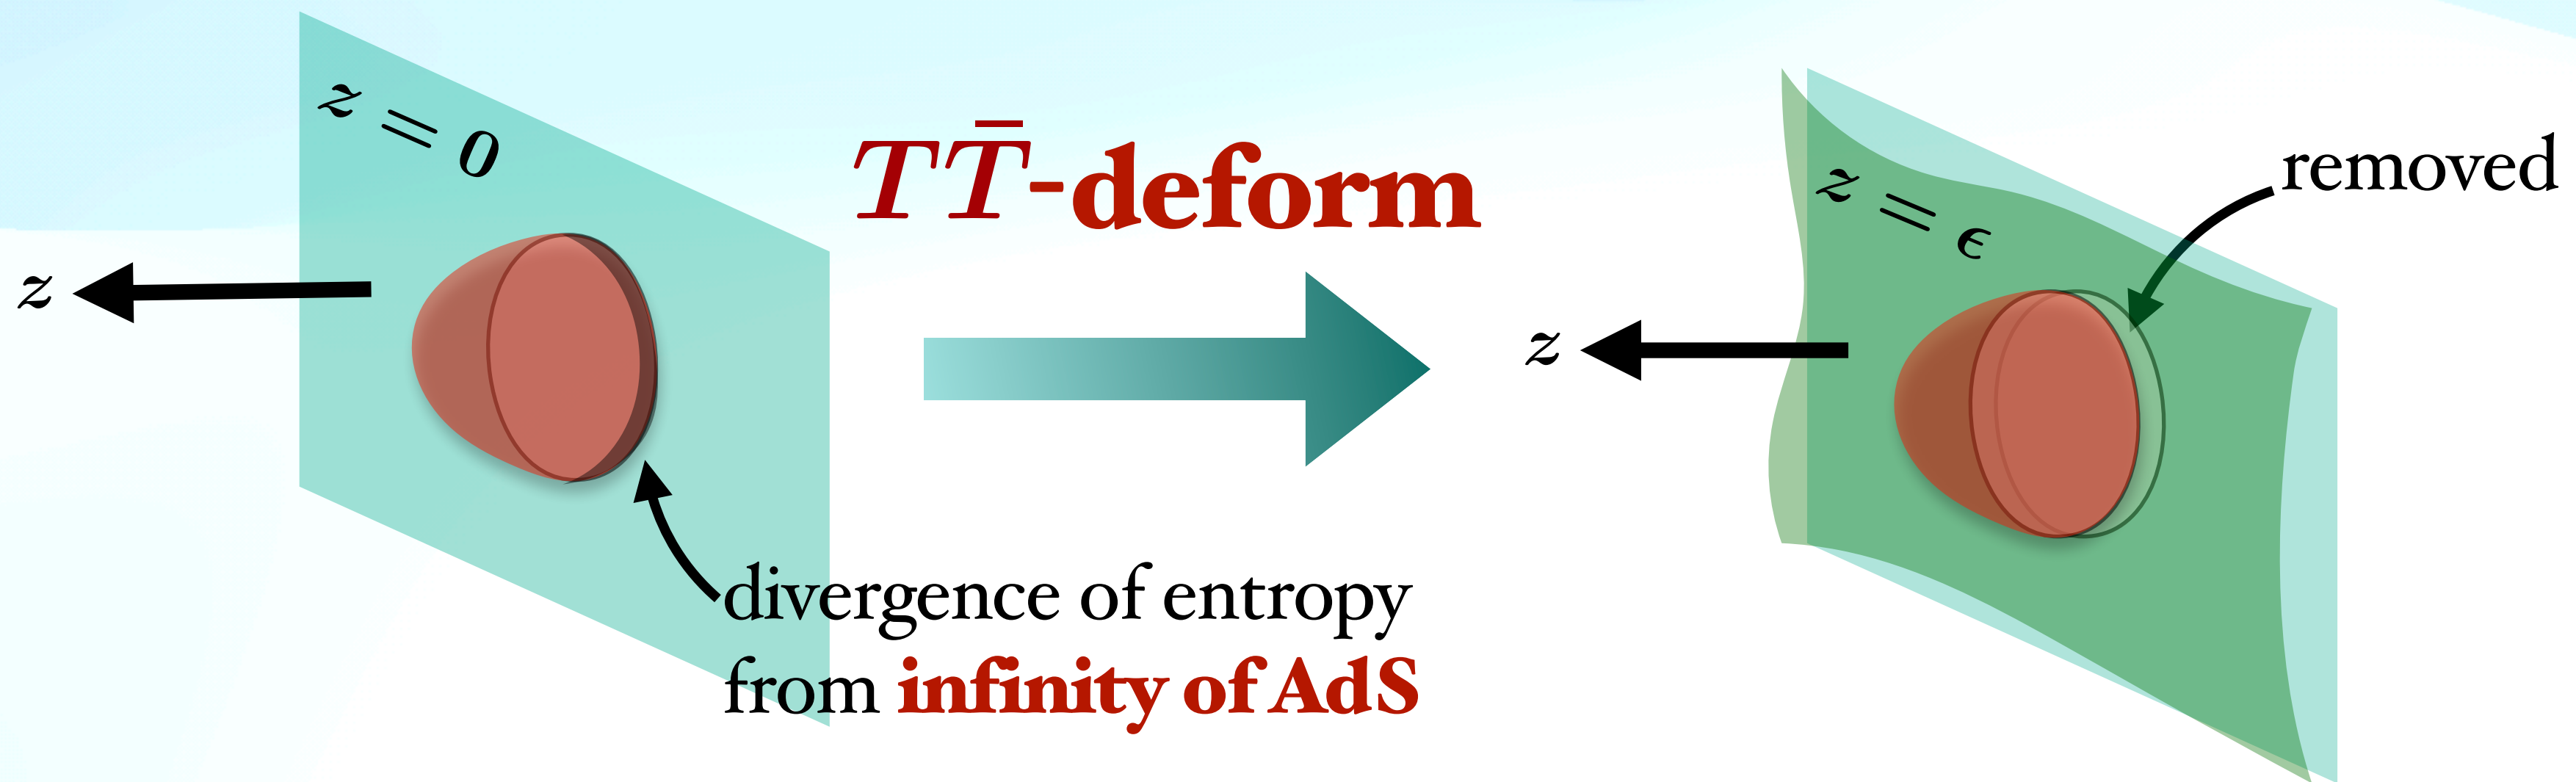 z = 0
z
TT̄-deform
divergence of entropy
from infinity of AdS
z = ϵ
z
removed